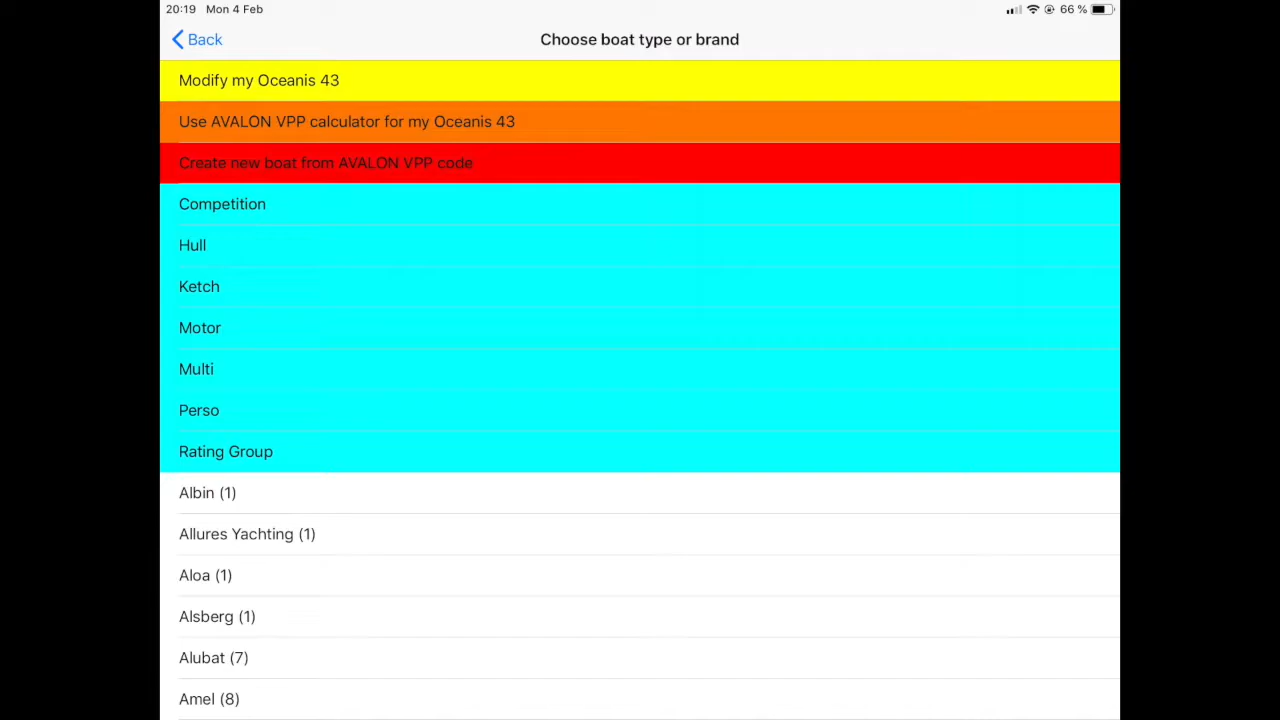 20:19 Mon 4 Feb
66 %
Back
Choose boat type or brand
Modify my Oceanis 43
Use AVALON VPP calculator for my Oceanis 43
Create new boat from AVALON VPP code
Competition
Hull
Ketch
Motor
Multi
Perso
Rating Group
Albin (1)
Allures Yachting (1)
Aloa (1)
Alsberg (1)
Alubat (7)
Amel (8)